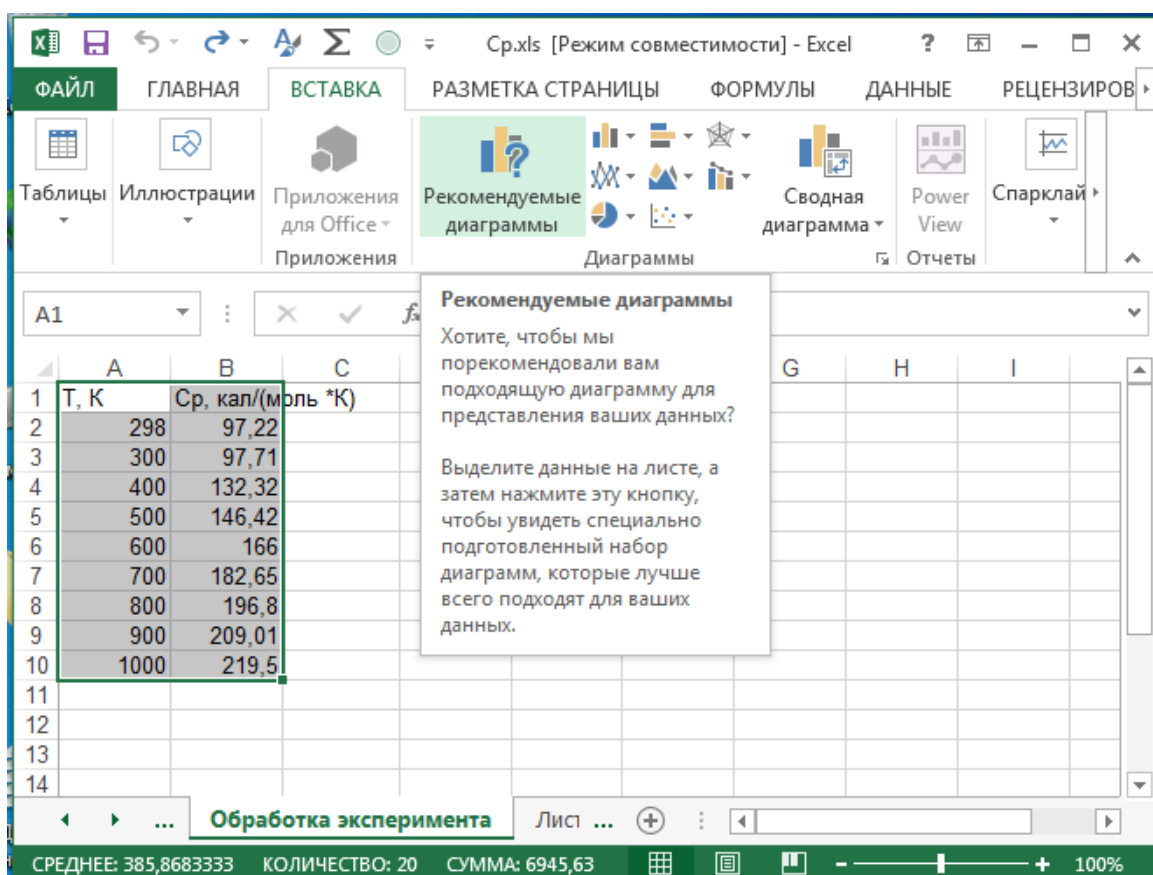 Cp.xls [Режим совместимости] - Excel ?
ФАЙЛ ГЛАВНАЯ ВСТАВКА РАЗМЕТКА СТРАНИЦЫ ФОРМУЛЫ ДАННЫЕ РЕЦЕНЗИРОВ
Таблицы Иллюстрации Приложения для Office Рекомендуемые диаграммы Сводная диаграмма Power View Спарклай
Приложения Диаграммы Отчеты
A1 fx
Рекомендуемые диаграммы
Хотите, чтобы мы
порекомендовали вам
подходящую диаграмму для
представления ваших данных?
Выделите данные на листе, а
затем нажмите эту кнопку,
чтобы увидеть специально
подготовленный набор
диаграмм, которые лучше
всего подходят для ваших
данных.
A B C G H I
1 T, K Cp, кал/(моль *K)
2 298 97,22
3 300 97,71
4 400 132,32
5 500 146,42
6 600 166
7 700 182,65
8 800 196,8
9 900 209,01
10 1000 219,5
11
12
13
14
... Обработка эксперимента Лист ...
СРЕДНЕЕ: 385,8683333 КОЛИЧЕСТВО: 20 СУММА: 6945,63 100%